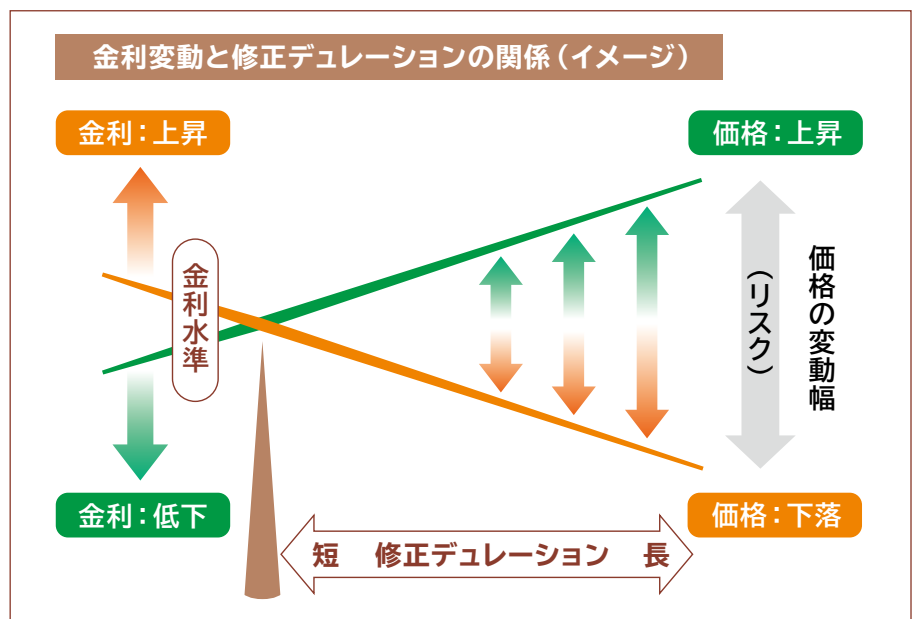 金利変動と修正デュレーションの関係（イメージ）
金利：上昇
価格：上昇
金利水準
（リスク）
価格の変動幅
金利：低下
価格：下落
短 修正デュレーション 長